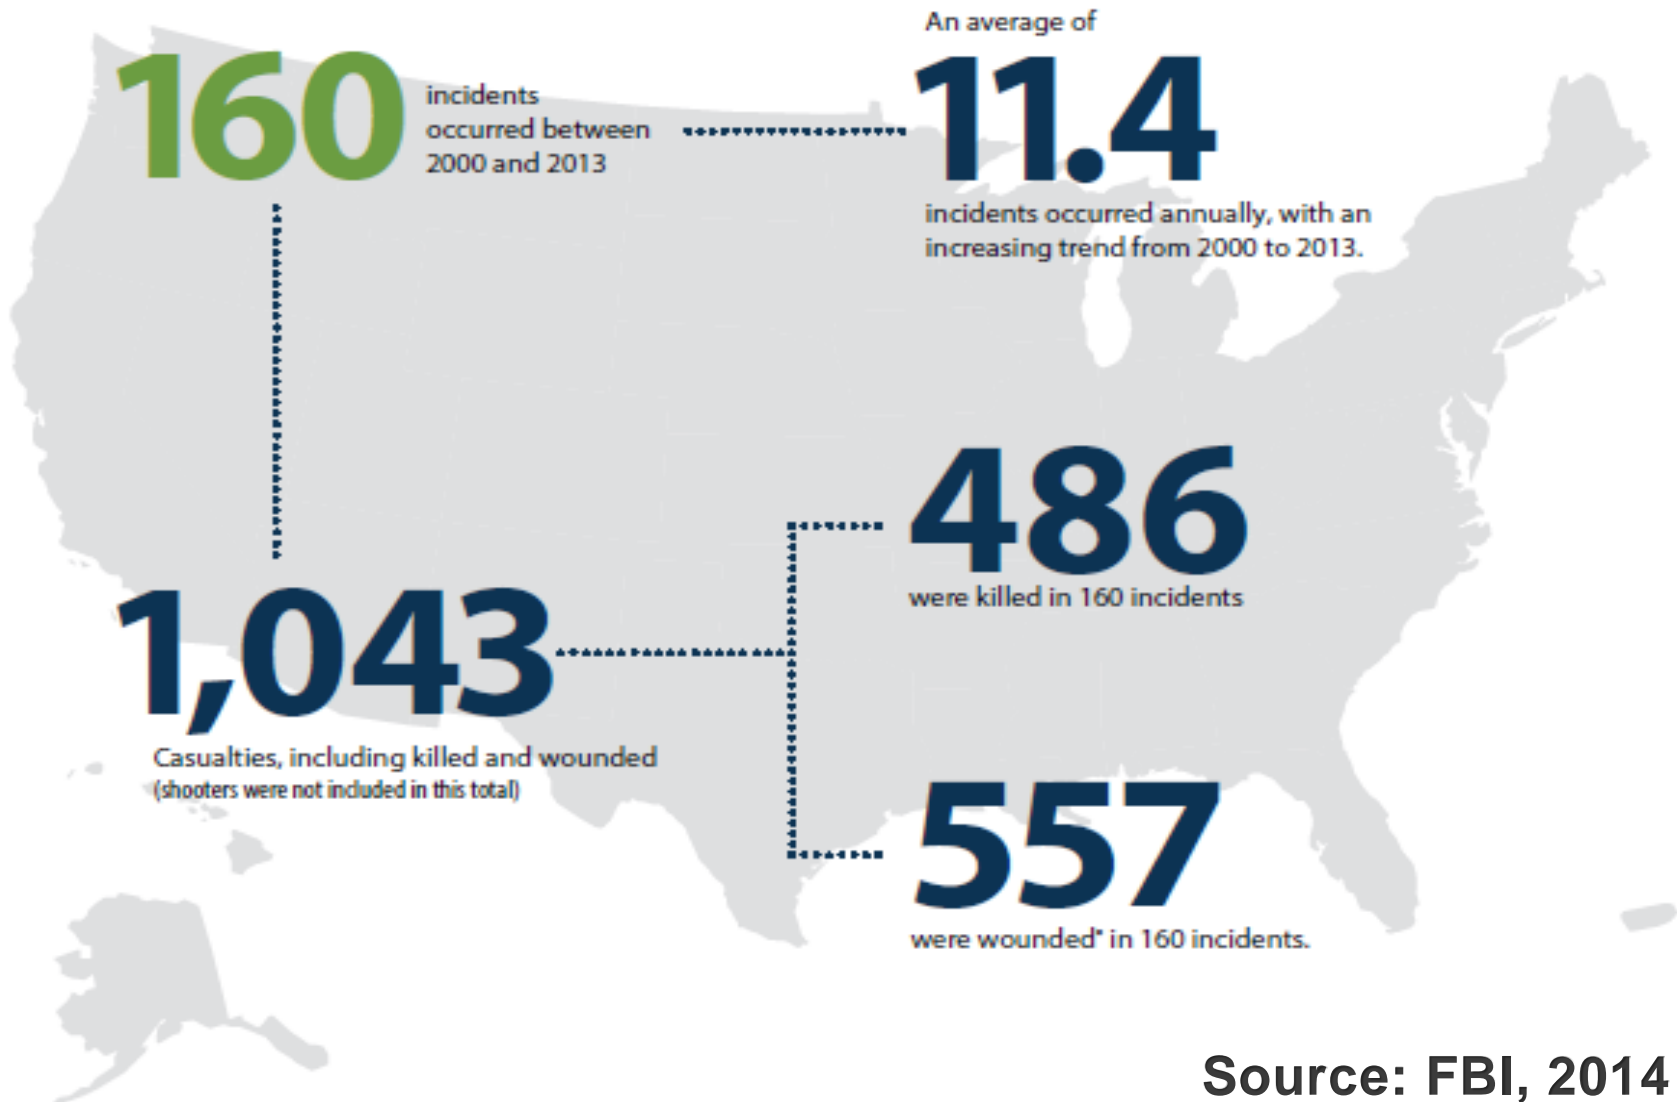 160
incidents
occurred between
2000 and 2013
An average of
11.4
incidents occurred annually, with an
increasing trend from 2000 to 2013.
1,043
Casualties, including killed and wounded
(shooters were not included in this total)
486
were killed in 160 incidents
557
were wounded* in 160 incidents.
Source: FBI, 2014